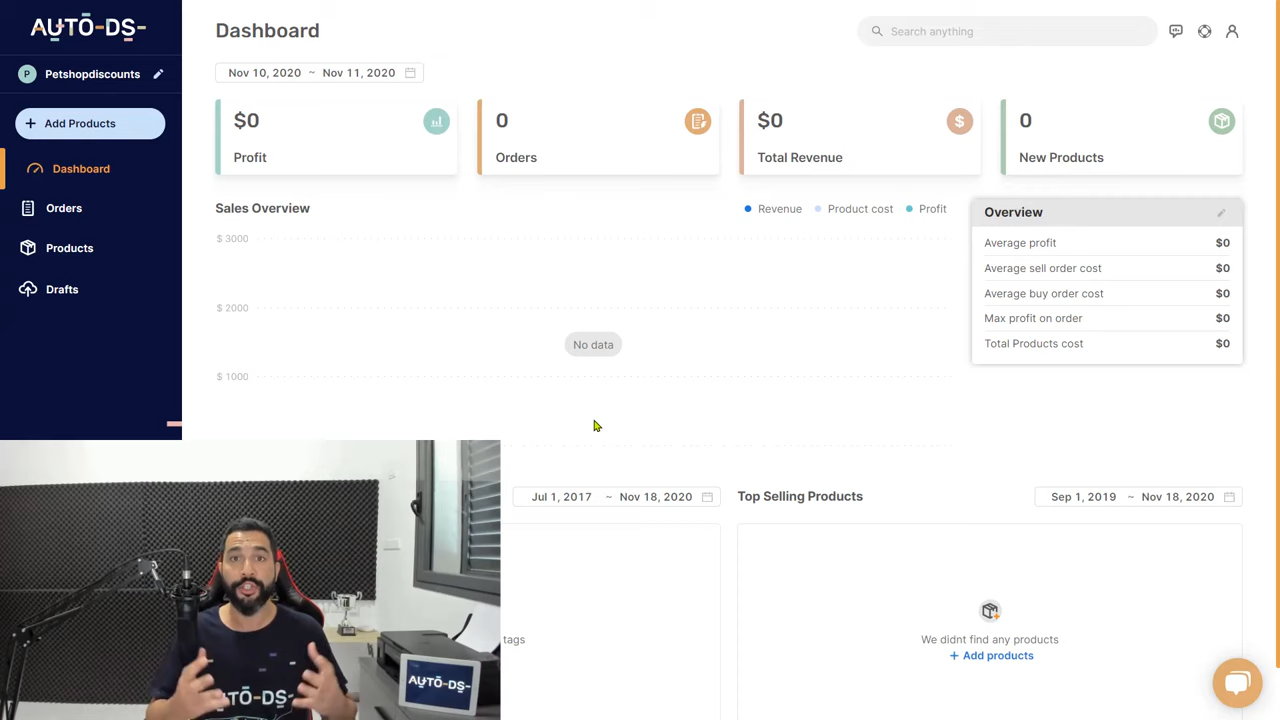 AUTO-DS-
Dashboard
Search anything
P Petshopdiscounts
Nov 10, 2020 ~ Nov 11, 2020
+ Add Products
Dashboard
Orders
Products
Drafts
$0
Profit
0
Orders
$0
$
Total Revenue
0
New Products
Sales Overview
Revenue Product cost Profit
$ 3000
$ 2000
$ 1000
No data
Overview
Average profit $0
Average sell order cost $0
Average buy order cost $0
Max profit on order $0
Total Products cost $0
Jul 1, 2017 ~ Nov 18, 2020
tags
Top Selling Products
Sep 1, 2019 ~ Nov 18, 2020
We didnt find any products
+ Add products
AUTO-DS-
AUTO-DS-